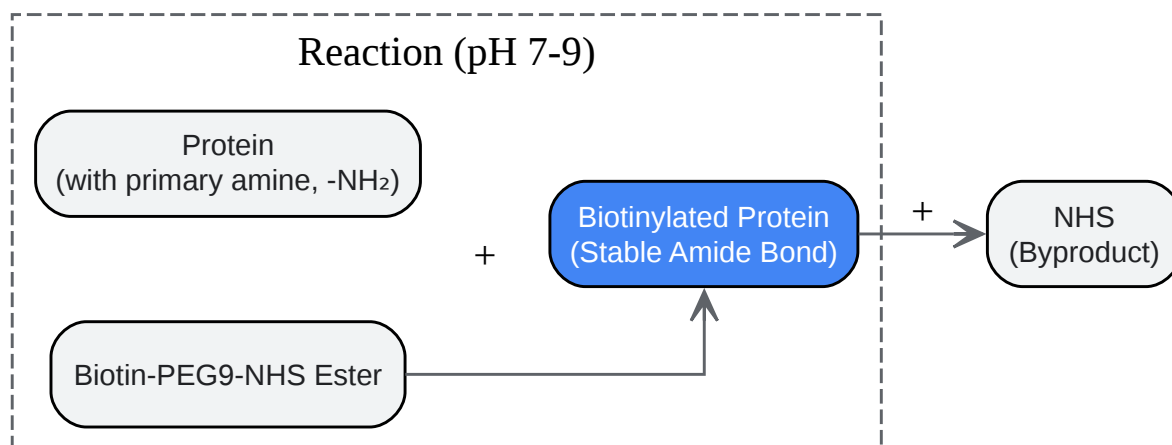 Reaction (pH 7-9)
Protein
(with primary amine, -NH₂)
+
Biotinylated Protein
(Stable Amide Bond)
+
NHS
(Byproduct)
Biotin-PEG9-NHS Ester